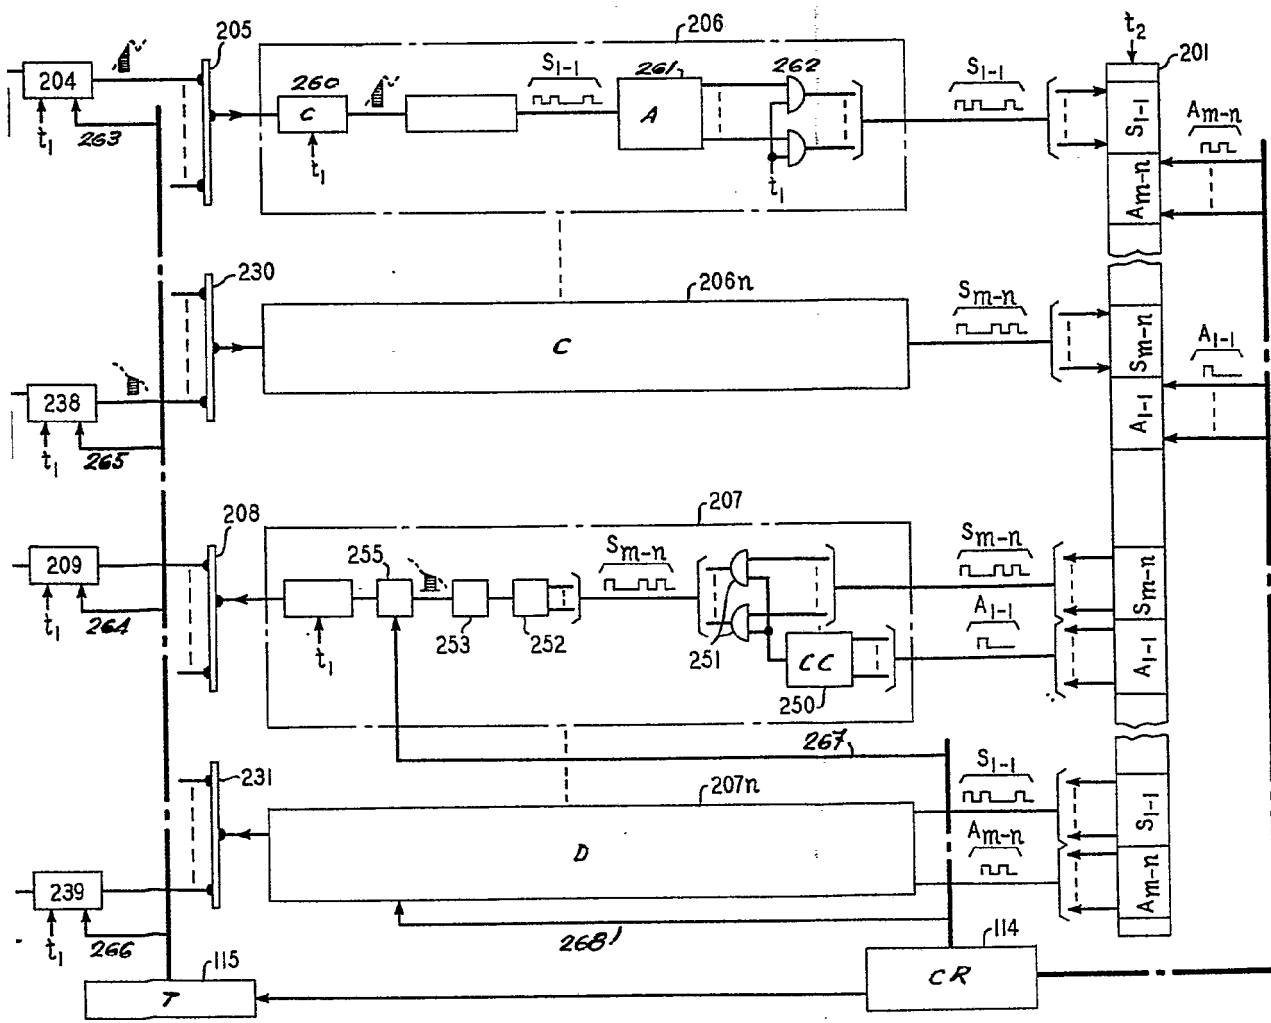 205
206
t2
201
204
260
S1-1
261
262
S1-1
Am-n
C
A
S1-1
t1
263
t1
t1
Am-n
230
206n
Sm-n
C
Sm-n
A1-1
238
A1-1
t1
265
208
207
209
255
Sm-n
Sm-n
Sm-n
t1
264
253
252
251
A1-1
CC
A1-1
t1
250
267
231
207n
S1-1
S1-1
D
Am-n
239
Am-n
t1
266
268
114
115
CR
T